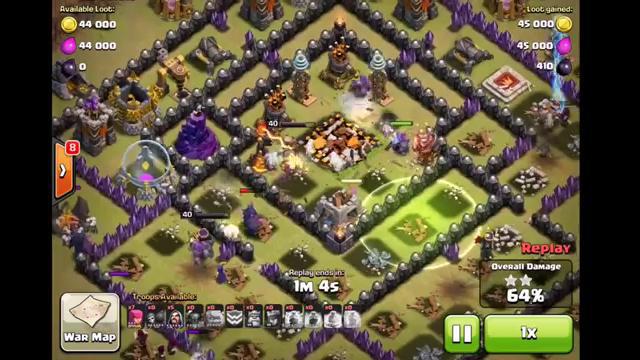 Available Loot:
44 000
44 000
0
Loot gained:
45 000
45 000
410
8
40
40
Replay
Overall Damage
64%
Replay ends in:
1M 4S
Troops Available:
War Map
1x